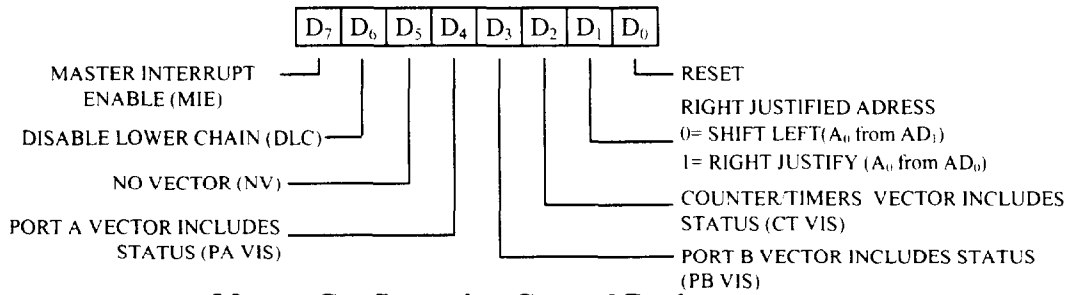 D7 D6 D5 D4 D3 D2 D1 D0
MASTER INTERRUPT
ENABLE (MIE)
DISABLE LOWER CHAIN (DLC)
NO VECTOR (NV)
PORT A VECTOR INCLUDES
STATUS (PA VIS)
RESET
RIGHT JUSTIFIED ADRESS
0= SHIFT LEFT(A0 from AD1)
1= RIGHT JUSTIFY (A0 from AD0)
COUNTER/TIMERS VECTOR INCLUDES
STATUS (CT VIS)
PORT B VECTOR INCLUDES STATUS
(PB VIS)